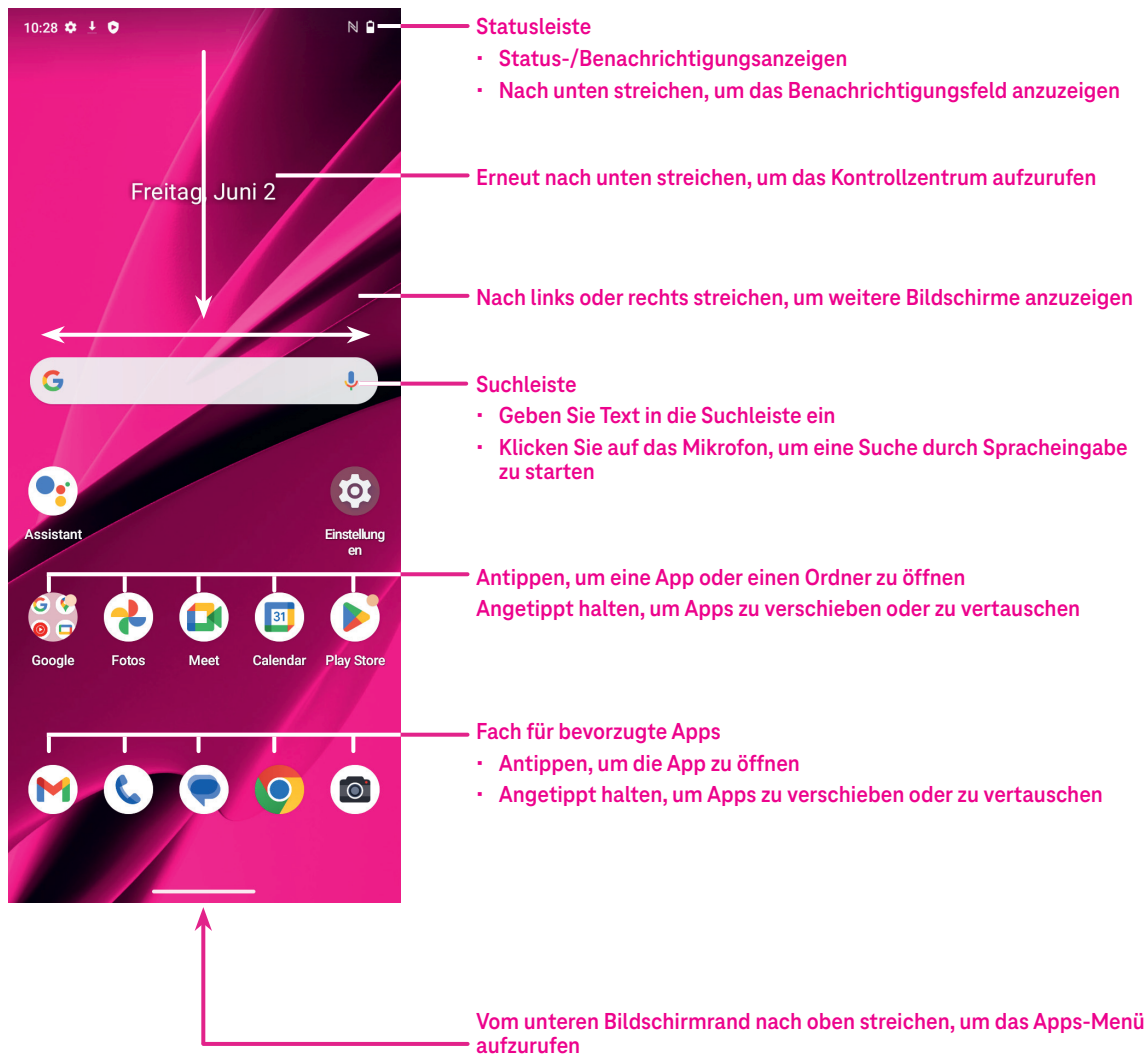 10:28
Statusleiste
· Status-/Benachrichtigungsanzeigen
· Nach unten streichen, um das Benachrichtigungsfeld anzuzeigen
Freitag, Juni 2
Erneut nach unten streichen, um das Kontrollzentrum aufzurufen
Nach links oder rechts streichen, um weitere Bildschirme anzuzeigen
Suchleiste
· Geben Sie Text in die Suchleiste ein
· Klicken Sie auf das Mikrofon, um eine Suche durch Spracheingabe
zu starten
Assistant
Einstellung
en
Antippen, um eine App oder einen Ordner zu öffnen
Angetippt halten, um Apps zu verschieben oder zu vertauschen
31
Google Fotos Meet Calendar Play Store
Fach für bevorzugte Apps
· Antippen, um die App zu öffnen
· Angetippt halten, um Apps zu verschieben oder zu vertauschen
Vom unteren Bildschirmrand nach oben streichen, um das Apps-Menü
aufzurufen